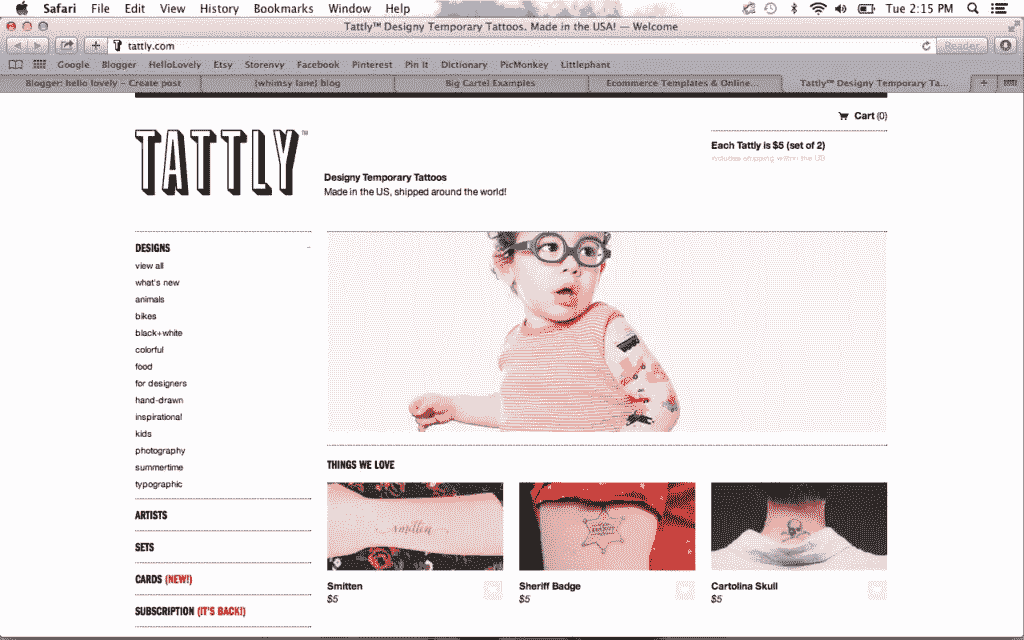 Safari File Edit View History Bookmarks Window Help Tue 2:15 PM
Tattly™ Designy Temporary Tattoos. Made in the USA! — Welcome
tattly.com Reader
Google Blogger HelloLovely Etsy Storenvy Facebook Pinterest Pin It Dictionary PicMonkey Littlephant
Blogger: hello lovely – Create post {whimsy lane} blog Big Cartel Examples Ecommerce Templates & Online... Tattly™ Designy Temporary Ta...
Cart (0)
TATTLY™
Each Tattly is $5 (set of 2)
includes shipping within the US
Designy Temporary Tattoos
Made in the US, shipped around the world!
DESIGNS
view all
what's new
animals
bikes
black+white
colorful
food
for designers
hand-drawn
inspirational
kids
photography
summertime
typographic
ARTISTS
SETS
CARDS (NEW!)
SUBSCRIPTION (IT'S BACK!)
THINGS WE LOVE
smitten
Smitten
$5
Sheriff Badge
$5
Cartolina Skull
$5